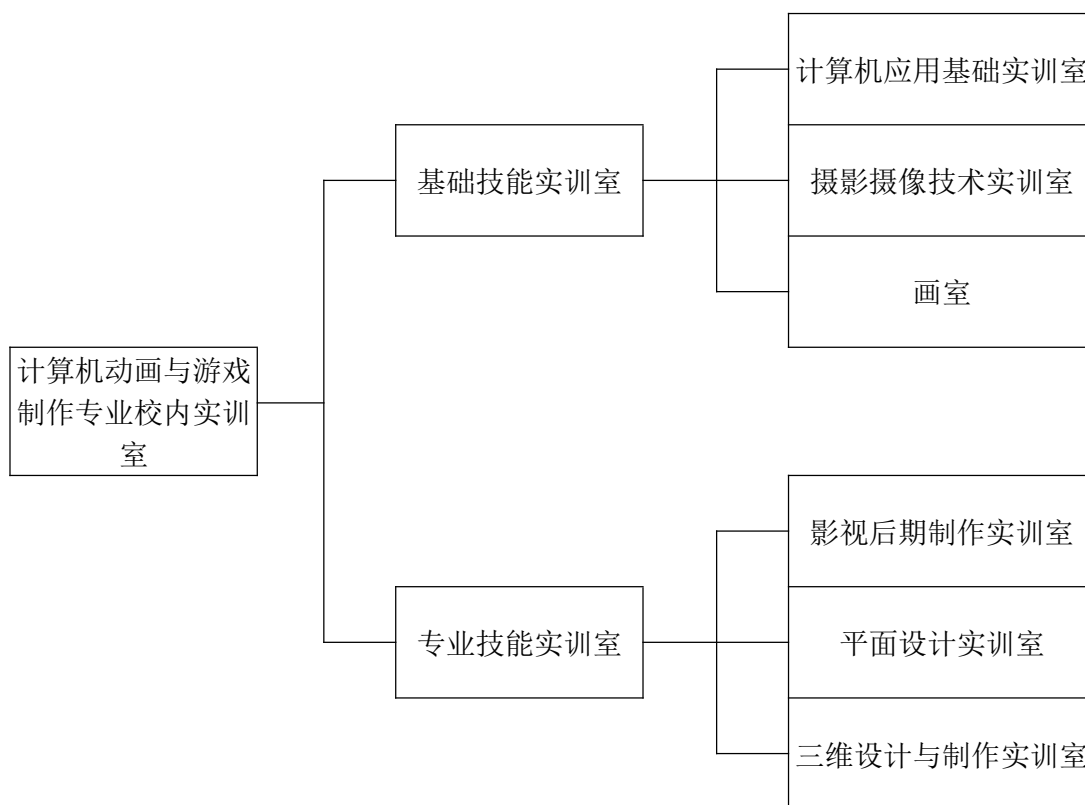 计算机应用基础实训室
基础技能实训室
摄影摄像技术实训室
画室
计算机动画与游戏
制作专业校内实训
室
影视后期制作实训室
专业技能实训室
平面设计实训室
三维设计与制作实训室